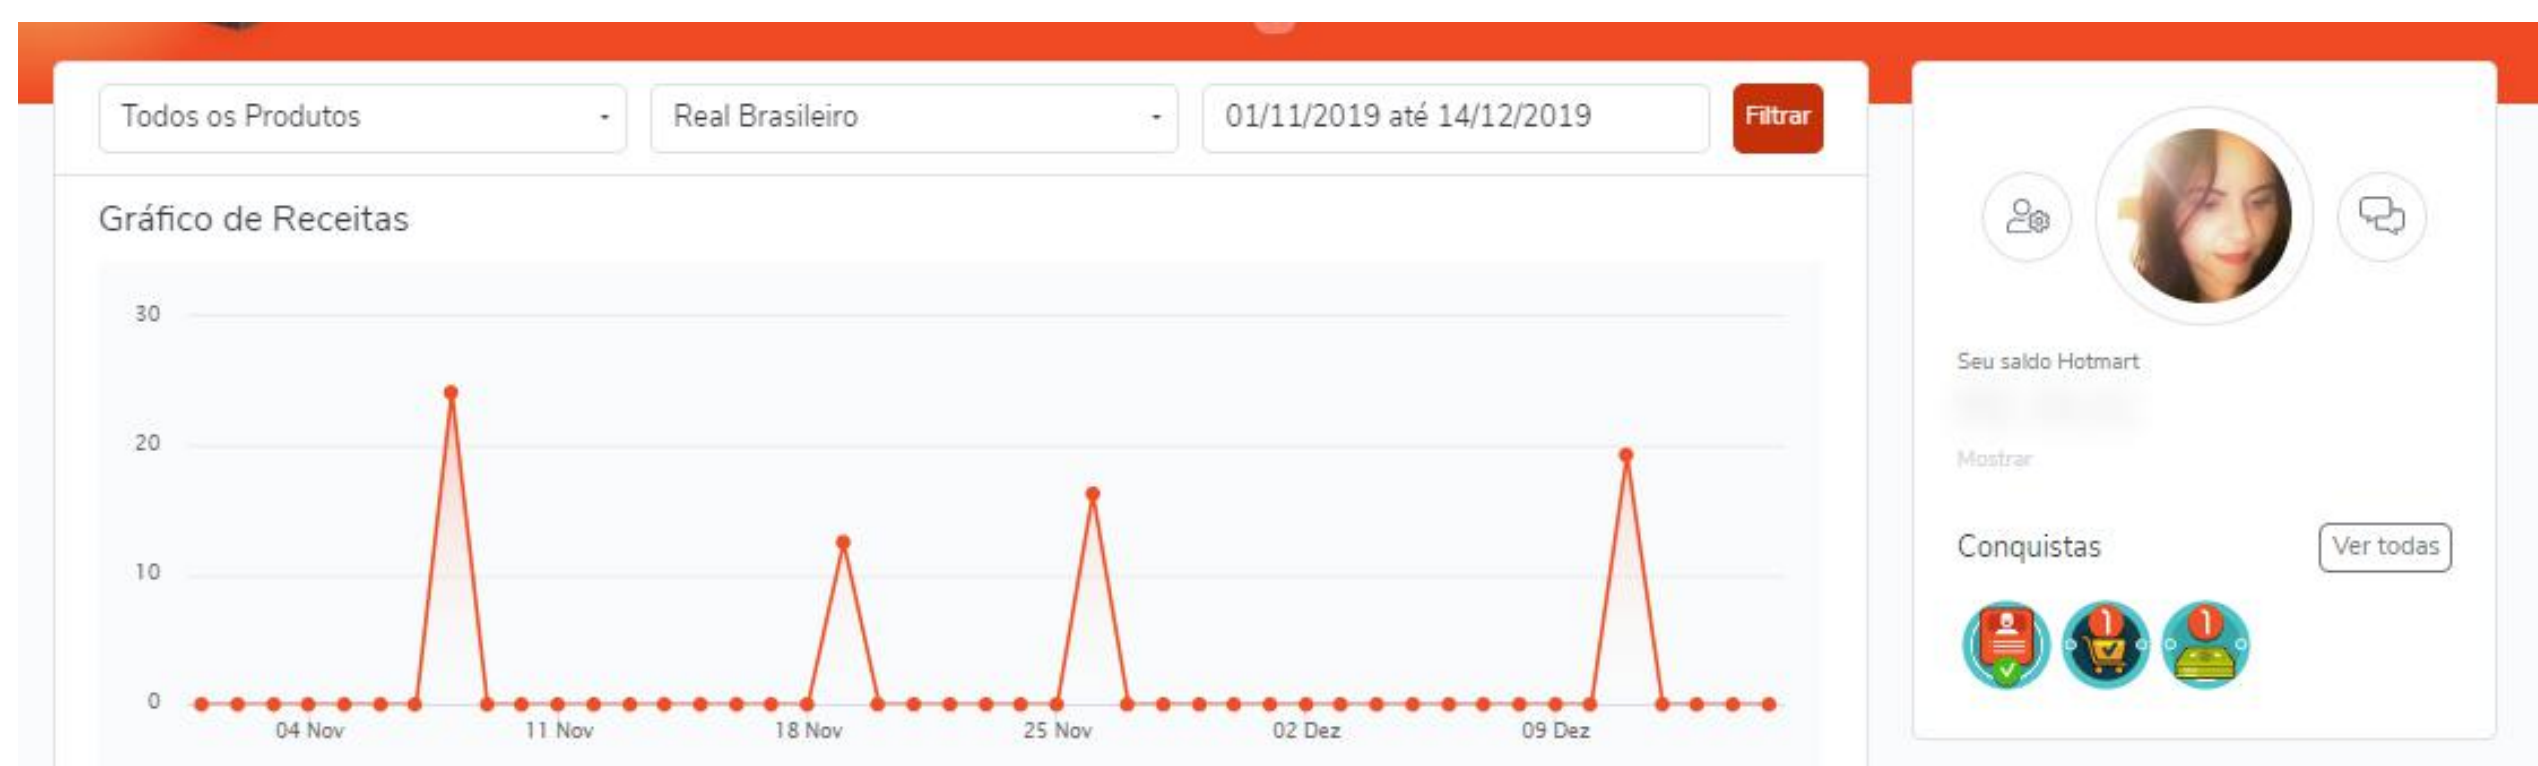 Todos os Produtos
Real Brasileiro
01/11/2019 até 14/12/2019
Filtrar
Gráfico de Receitas
30
20
10
0
04 Nov
11 Nov
18 Nov
25 Nov
02 Dez
09 Dez
Seu saldo Hotmart
Mostrar
Conquistas
Ver todas
1
1